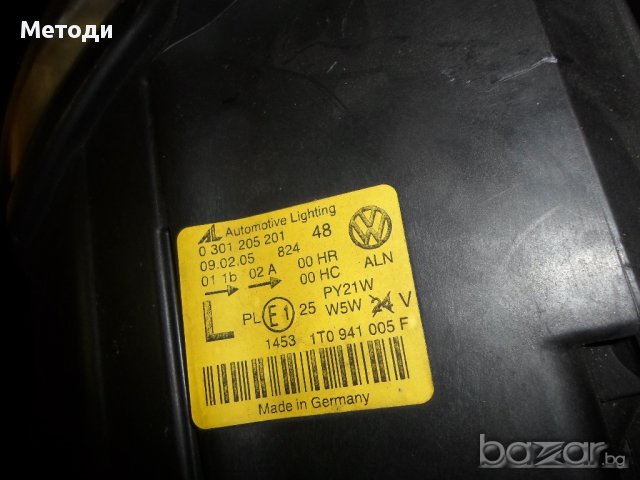 Методи
AL Automotive Lighting
0 301 205 201 48
09.02.05 824
01 1b 02 A 00 HR ALN
00 HC
PY21W
L PL E1 25 W5W 24 V
1453 1T0 941 005 F
Made in Germany
bazar.bg